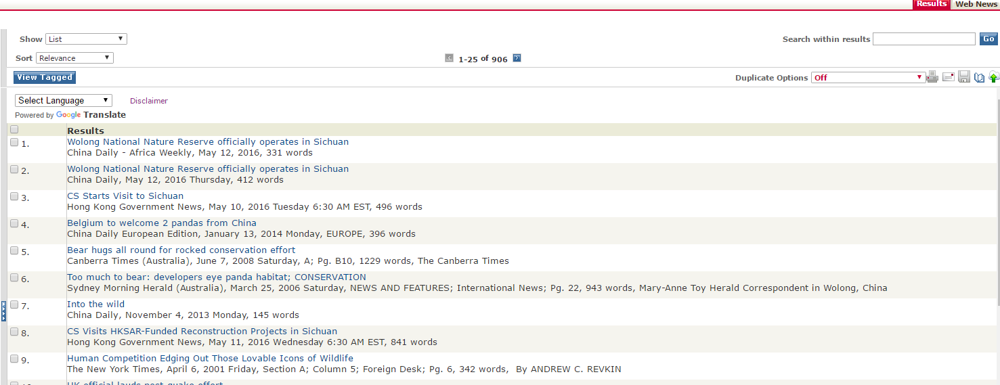 Results Web News
Show List Search within results Go
Sort Relevance 1-25 of 906
View Tagged Duplicate Options Off
Select Language Disclaimer
Powered by Google Translate
Results
1. Wolong National Nature Reserve officially operates in Sichuan
China Daily - Africa Weekly, May 12, 2016, 331 words
2. Wolong National Nature Reserve officially operates in Sichuan
China Daily, May 12, 2016 Thursday, 412 words
3. CS Starts Visit to Sichuan
Hong Kong Government News, May 10, 2016 Tuesday 6:30 AM EST, 496 words
4. Belgium to welcome 2 pandas from China
China Daily European Edition, January 13, 2014 Monday, EUROPE, 396 words
5. Bear hugs all round for rocked conservation effort
Canberra Times (Australia), June 7, 2008 Saturday, A; Pg. B10, 1229 words, The Canberra Times
6. Too much to bear: developers eye panda habitat; CONSERVATION
Sydney Morning Herald (Australia), March 25, 2006 Saturday, NEWS AND FEATURES; International News; Pg. 22, 943 words, Mary-Anne Toy Herald Correspondent in Wolong, China
7. Into the wild
China Daily, November 4, 2013 Monday, 145 words
8. CS Visits HKSAR-Funded Reconstruction Projects in Sichuan
Hong Kong Government News, May 11, 2016 Wednesday 6:30 AM EST, 841 words
9. Human Competition Edging Out Those Lovable Icons of Wildlife
The New York Times, April 6, 2001 Friday, Section A; Column 5; Foreign Desk; Pg. 6, 342 words, By ANDREW C. REVKIN